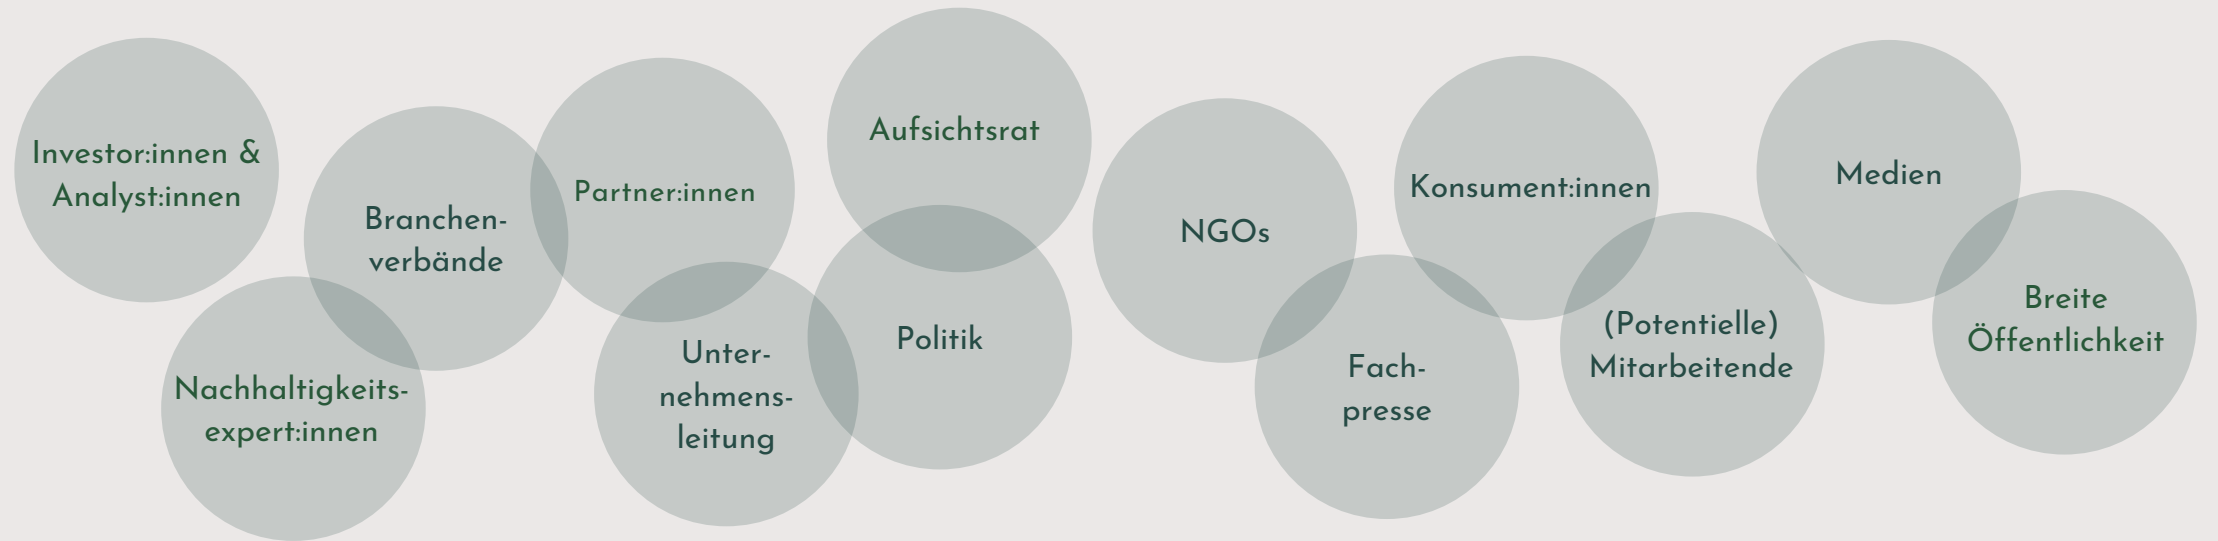 Investor:innen &
Analyst:innen
Nachhaltigkeits-
expert:innen
Branchen-
verbände
Partner:innen
Unter-
nehmens-
leitung
Aufsichtsrat
Politik
NGOs
Fach-
presse
Konsument:innen
(Potentielle)
Mitarbeitende
Medien
Breite
Öffentlichkeit